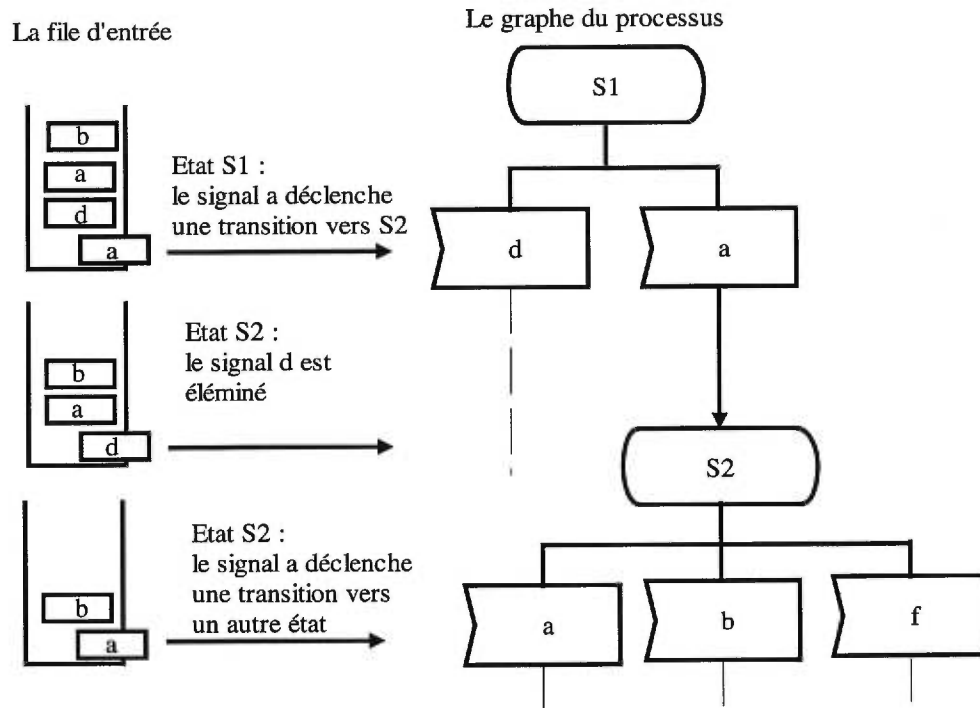 La file d'entrée
Le graphe du processus
b
a
d
a
Etat S1 :
le signal a déclenche
une transition vers S2
S1
d
a
b
a
d
Etat S2 :
le signal d est
éléminé
S2
b
a
Etat S2 :
le signal a déclenche
une transition vers
un autre état
a
b
f